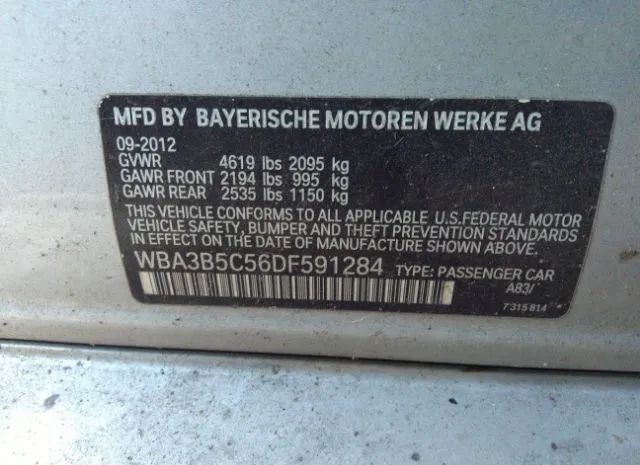 MFD BY BAYERISCHE MOTOREN WERKE AG
09-2012
GVWR 4619 lbs 2095 kg
GAWR FRONT 2194 lbs 995 kg
GAWR REAR 2535 lbs 1150 kg
THIS VEHICLE CONFORMS TO ALL APPLICABLE U.S.FEDERAL MOTOR
VEHICLE SAFETY, BUMPER AND THEFT PREVENTION STANDARDS
IN EFFECT ON THE DATE OF MANUFACTURE SHOWN ABOVE.
WBA3B5C56DF591284 TYPE: PASSENGER CAR
A83/
7315814